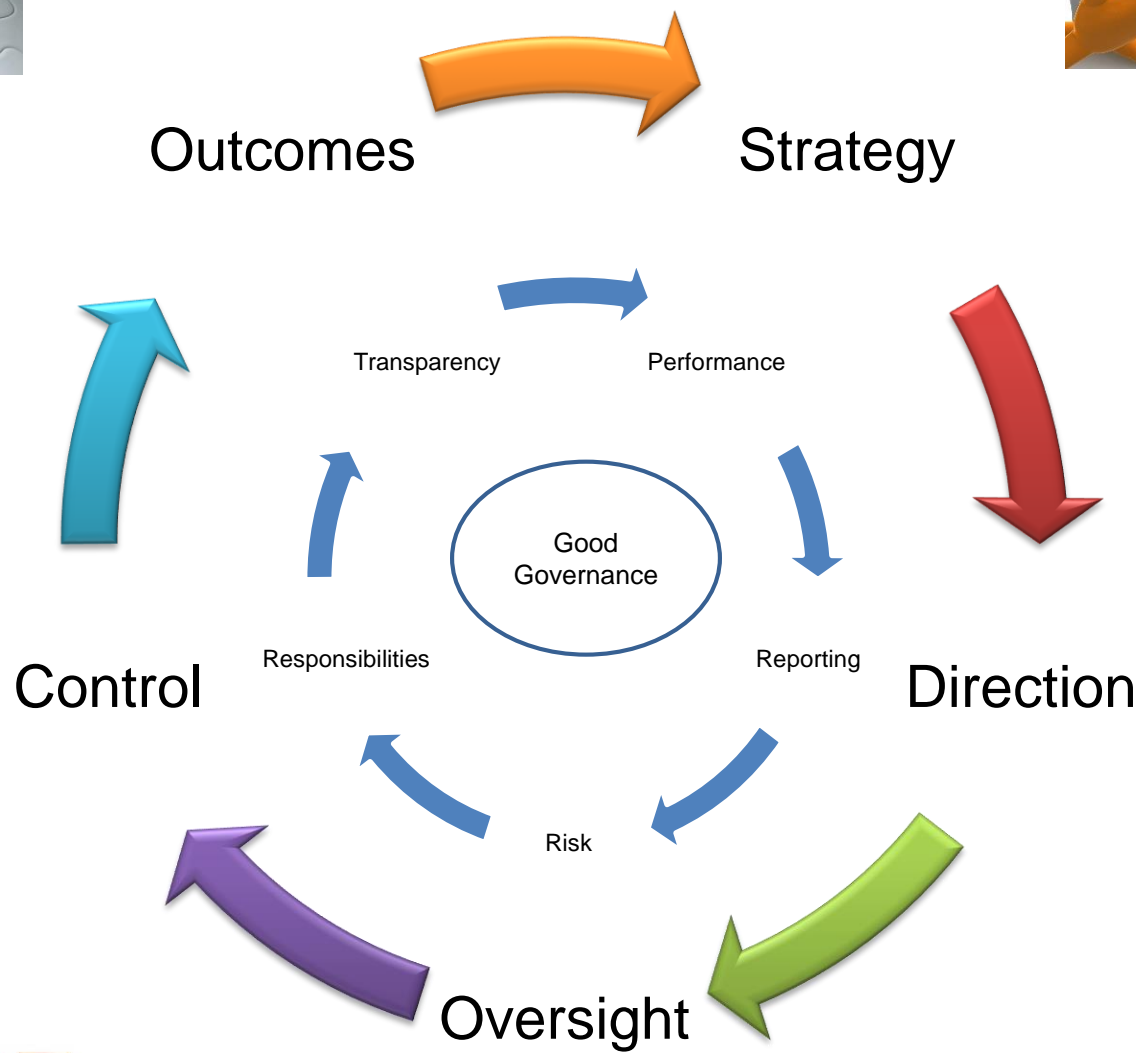 Outcomes
Strategy
Transparency
Performance
Good
Governance
Responsibilities
Reporting
Control
Direction
Risk
Oversight